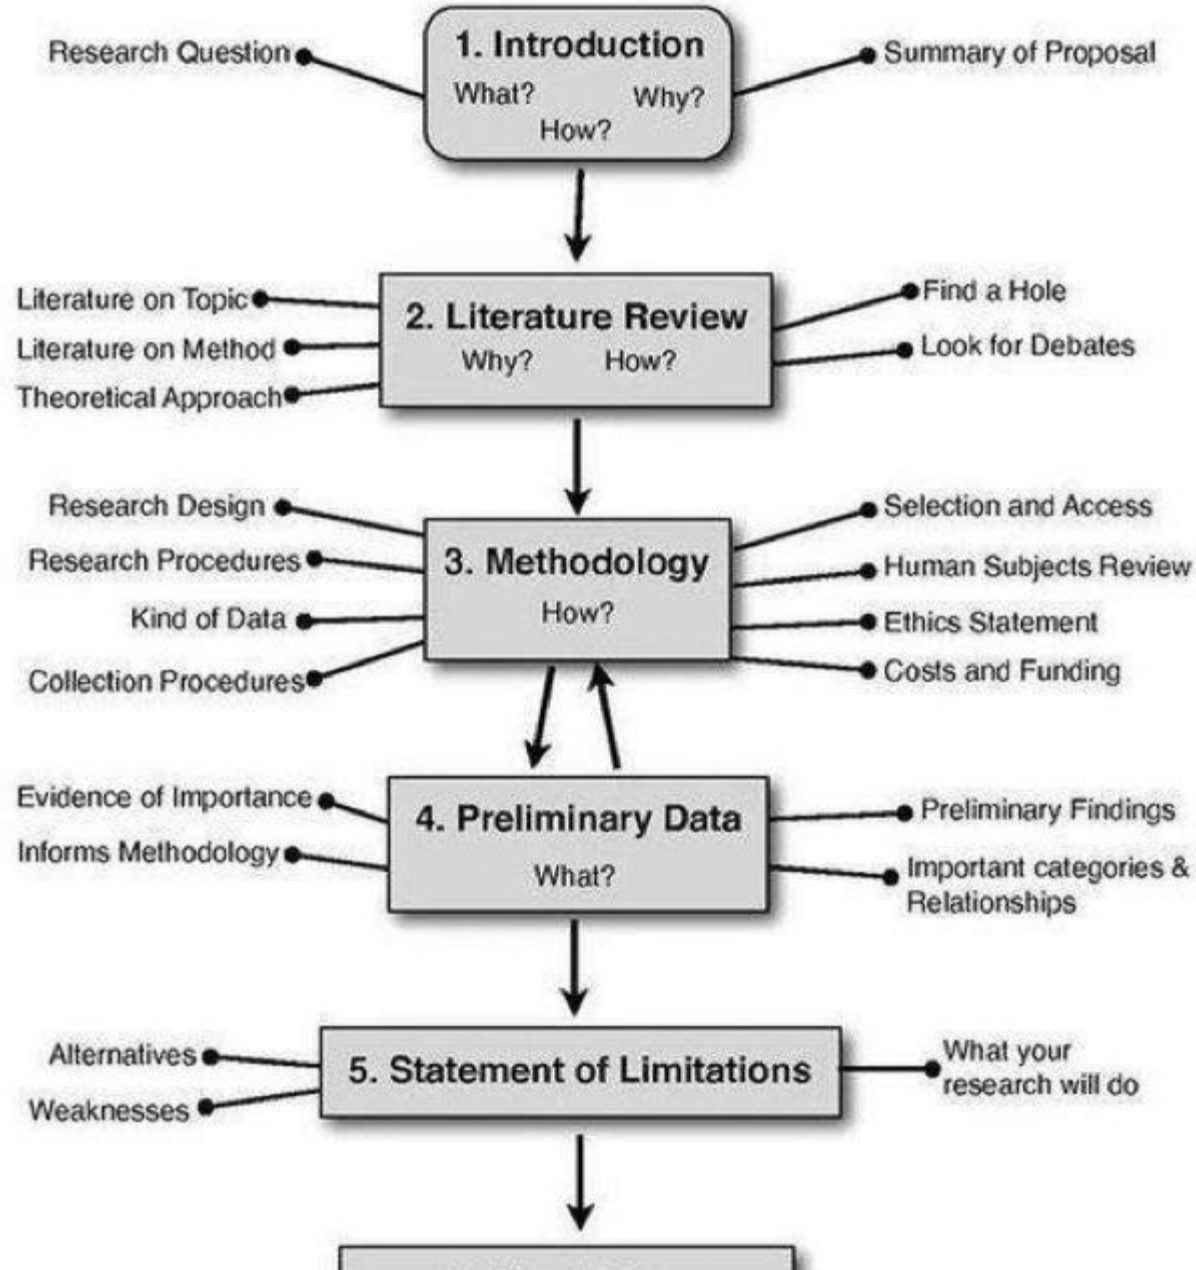 1. Introduction
What? Why?
How?
Research Question
Summary of Proposal
2. Literature Review
Why? How?
Literature on Topic
Literature on Method
Theoretical Approach
Find a Hole
Look for Debates
3. Methodology
How?
Research Design
Research Procedures
Kind of Data
Collection Procedures
Selection and Access
Human Subjects Review
Ethics Statement
Costs and Funding
4. Preliminary Data
What?
Evidence of Importance
Informs Methodology
Preliminary Findings
Important categories &
Relationships
5. Statement of Limitations
Alternatives
Weaknesses
What your
research will do